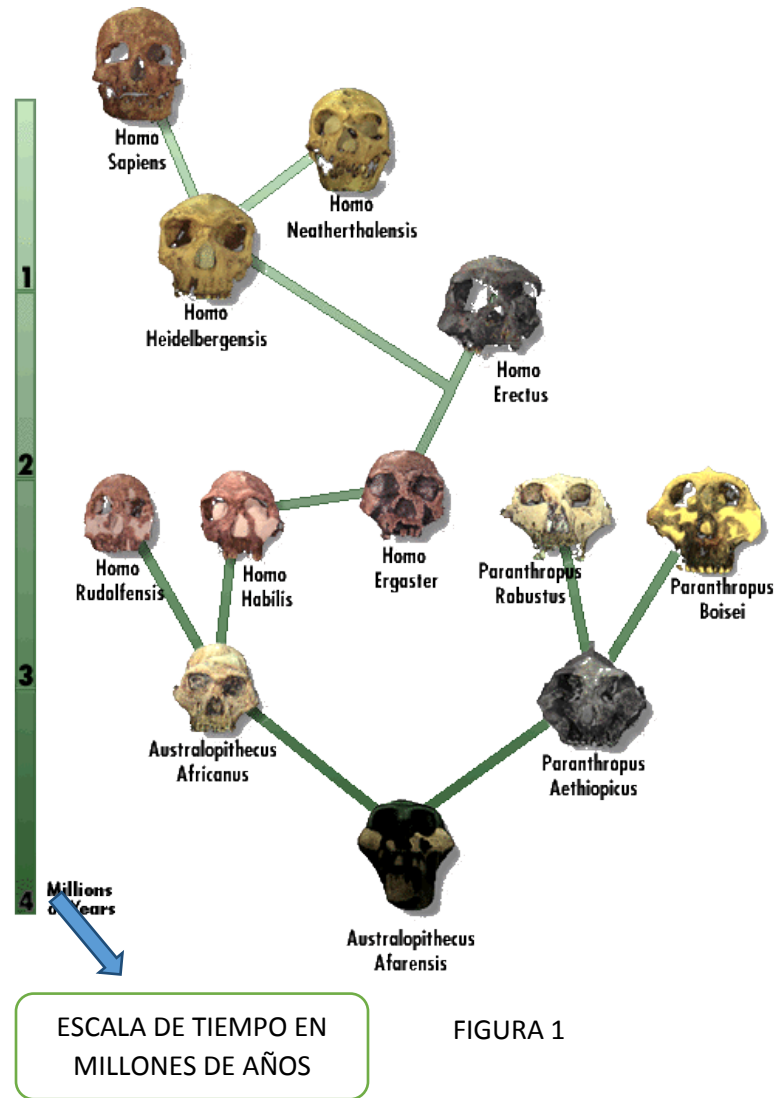 Homo
Sapiens
Homo
Neatherthalensis
1
Homo
Heidelbergensis
Homo
Erectus
2
Homo
Rudolfensis
Homo
Habilis
Homo
Ergaster
Paranthropus
Robustus
Paranthropus
Boisei
3
Australopithecus
Africanus
Paranthropus
Aethiopicus
4
Millions
of Years
Australopithecus
Afarensis
ESCALA DE TIEMPO EN
MILLONES DE AÑOS
FIGURA 1